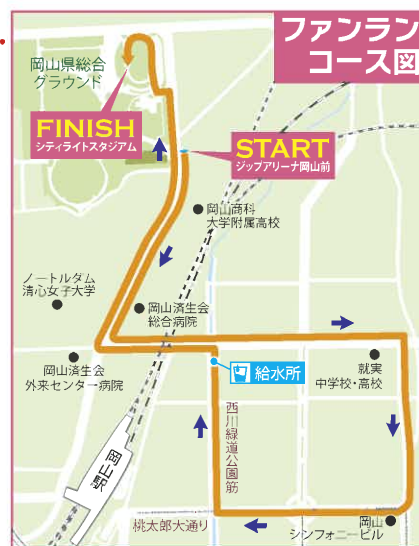 ファンラン
コース図
岡山県総合
グラウンド
FINISH
シティライトスタジアム
START
ジップアリーナ岡山前
岡山商科
大学附属高校
ノートルダム
清心女子大学
岡山済生会
総合病院
岡山済生会
外来センター病院
給水所
就実
中学校・高校
西川緑道公園筋
岡山駅
桃太郎大通り
岡山
シンフォニービル